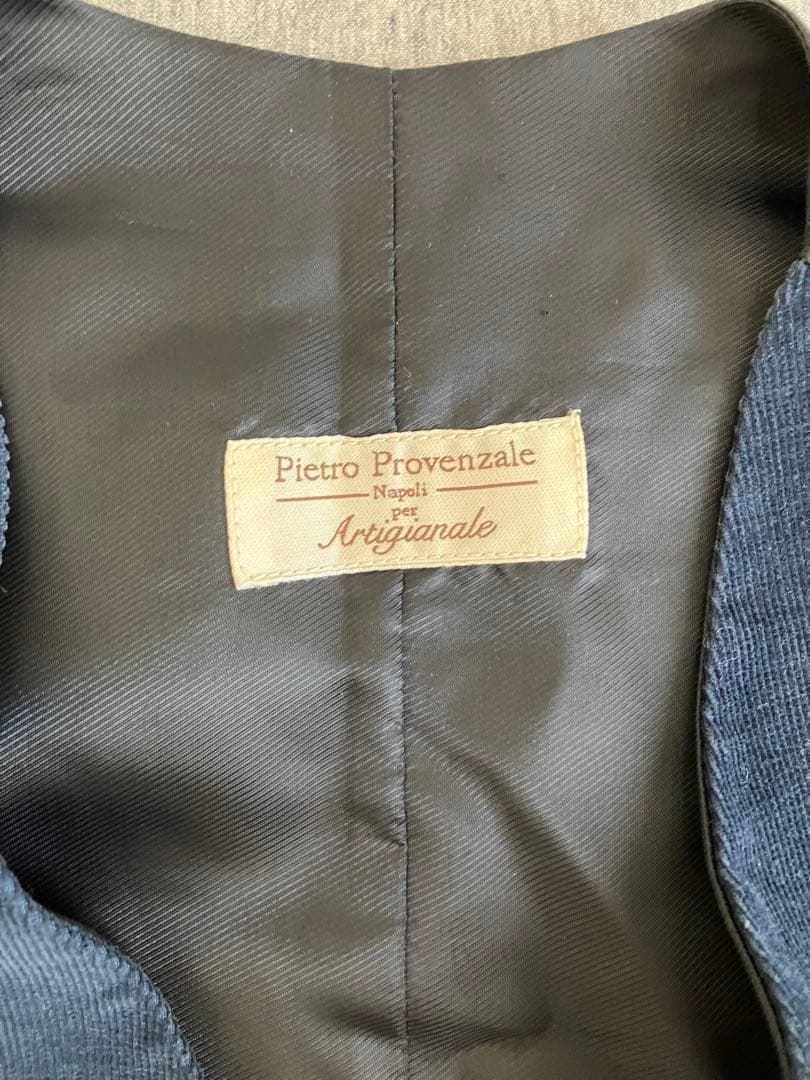 Pietro Provenzale
Napoli
per
Artigianale